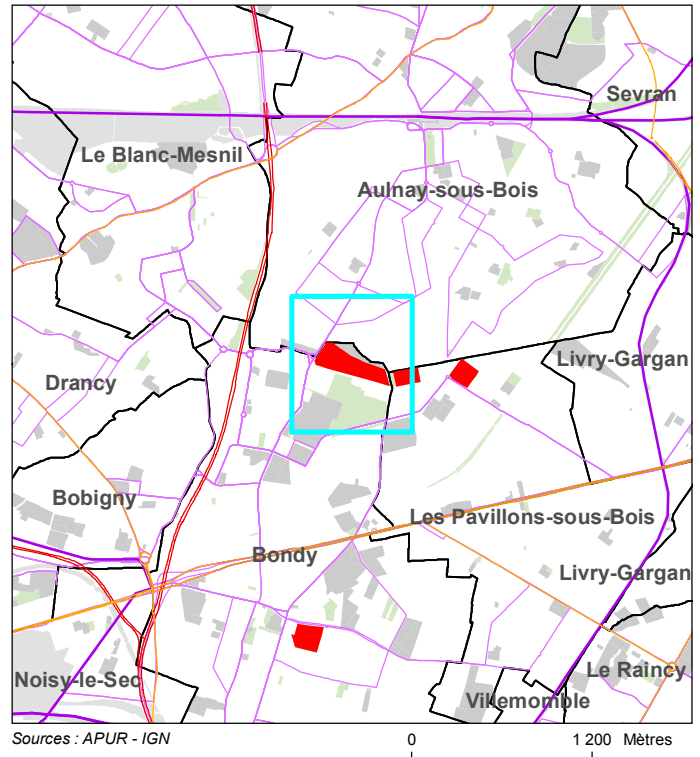 Sevran
Le Blanc-Mesnil
Aulnay-sous-Bois
Livry-Gargan
Drancy
Bobigny
Les Pavillons-sous-Bois
Bondy
Livry-Gargan
Le Raincy
Noisy-le-Sec
Villemomble
Sources : APUR - IGN
0 1 200 Mètres